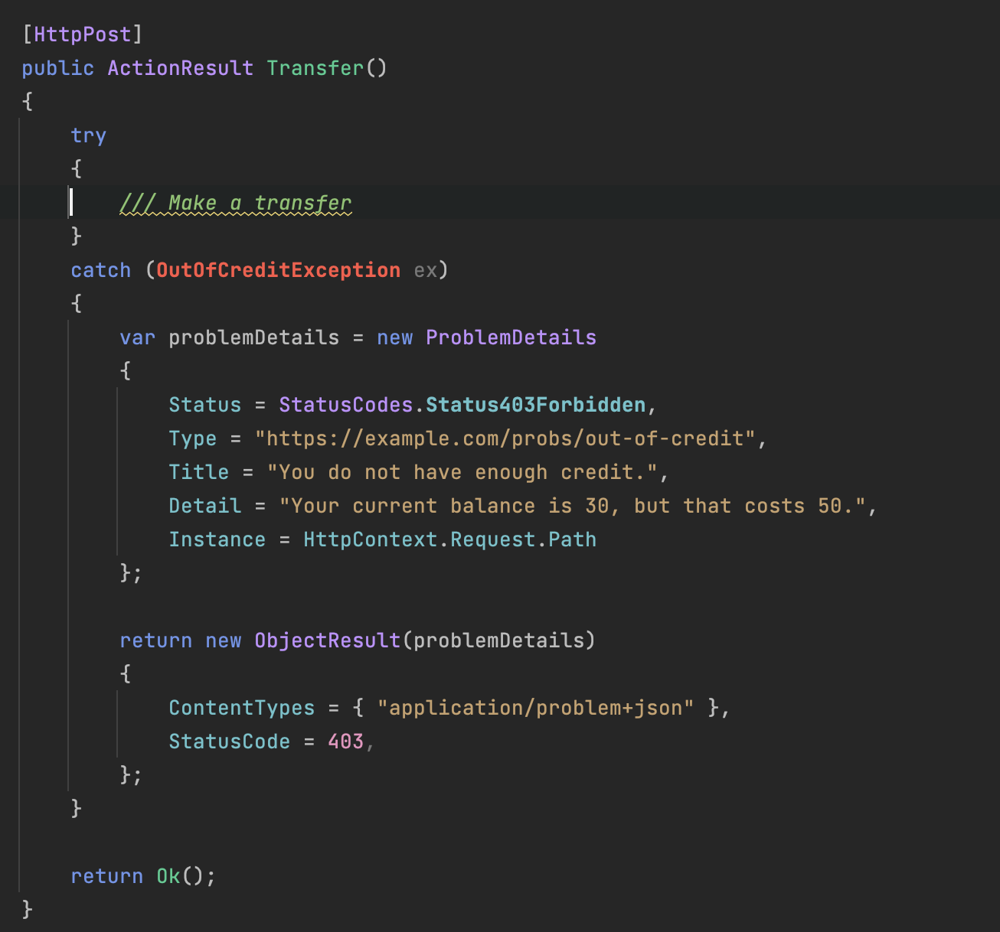 [HttpPost]
public ActionResult Transfer()
{
    try
    {
        /// Make a transfer
    }
    catch (OutOfCreditException ex)
    {
        var problemDetails = new ProblemDetails
        {
            Status = StatusCodes.Status403Forbidden,
            Type = "https://example.com/probs/out-of-credit",
            Title = "You do not have enough credit.",
            Detail = "Your current balance is 30, but that costs 50.",
            Instance = HttpContext.Request.Path
        };

        return new ObjectResult(problemDetails)
        {
            ContentTypes = { "application/problem+json" },
            StatusCode = 403,
        };
    }

    return Ok();
}